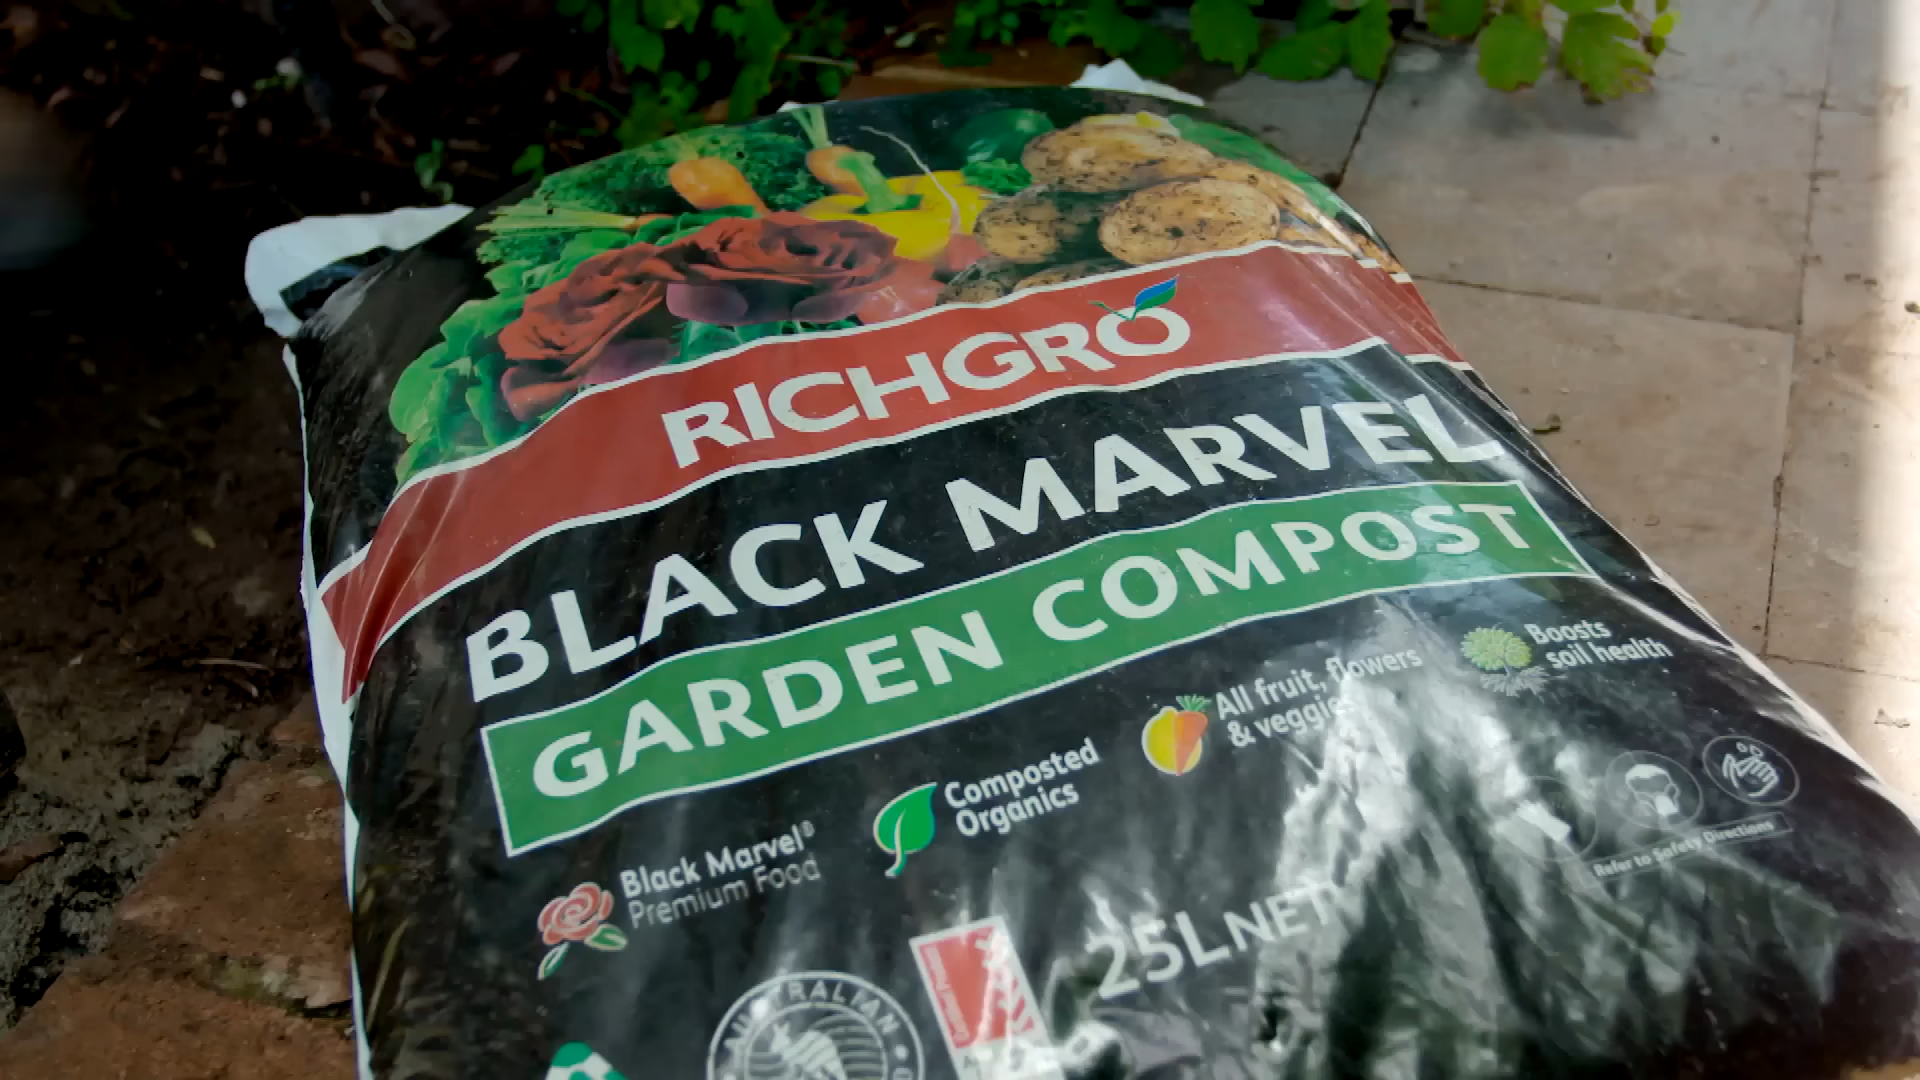 RICHGRO
BLACK MARVEL
GARDEN COMPOST
Boosts
soil health
All fruit, flowers
& veggies
Composted
Organics
Black Marvel®
Premium Food
Refer to Safety Directions
25L NET
AUSTRALIAN